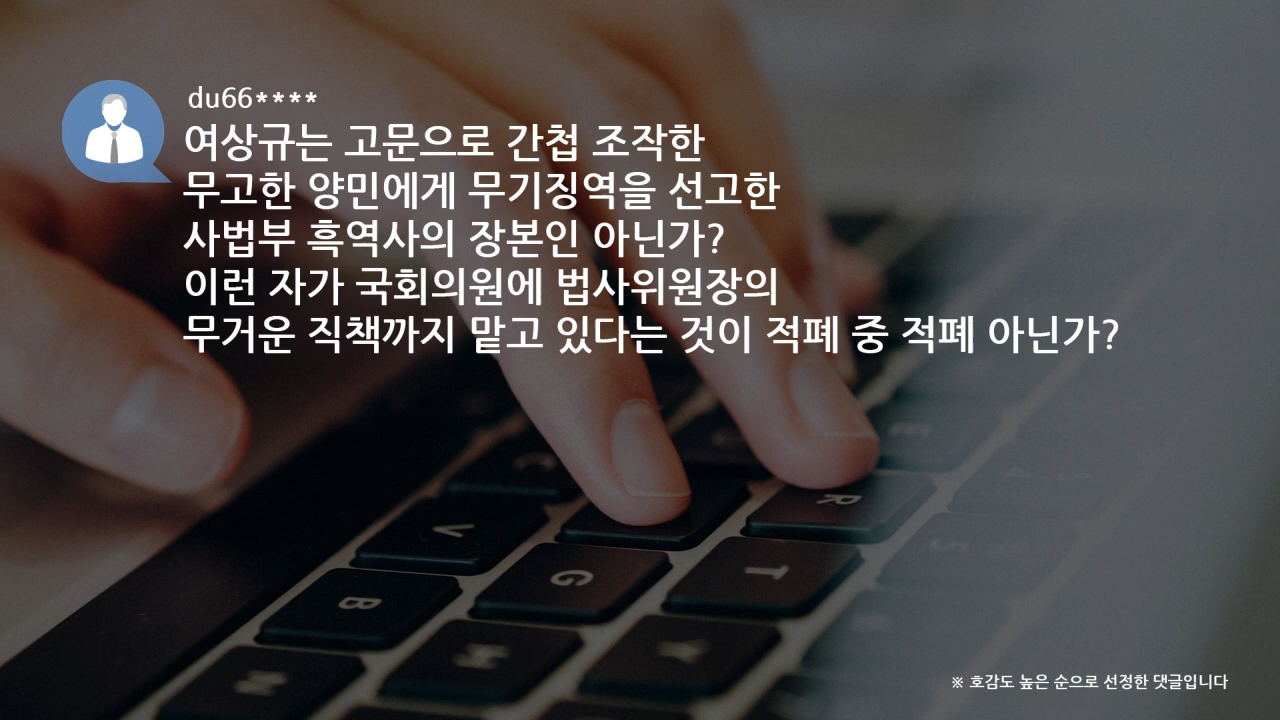 du66****
여상규는 고문으로 간첩 조작한
무고한 양민에게 무기징역을 선고한
사법부 흑역사의 장본인 아닌가?
이런 자가 국회의원에 법사위원장의
무거운 직책까지 맡고 있다는 것이 적폐 중 적폐 아닌가?
C
R
V
G
T
B
H
Y
N
※ 호감도 높은 순으로 선정한 댓글입니다